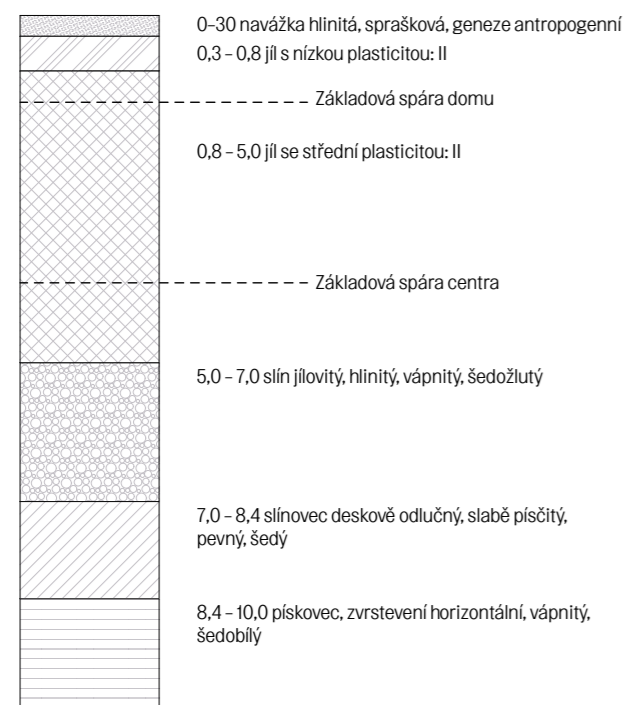 0–30 navážka hlinitá, sprašková, geneze antropogenní
0,3 – 0,8 jíl s nízkou plasticitou: II
Základová spára domu
0,8 – 5,0 jíl se střední plasticitou: II
Základová spára centra
5,0 – 7,0 slín jílovitý, hlinitý, vápnitý, šedožlutý
7,0 – 8,4 slínovec deskově odlučný, slabě písčitý,
pevný, šedý
8,4 – 10,0 pískovec, zvrstevení horizontální, vápnitý,
šedobílý